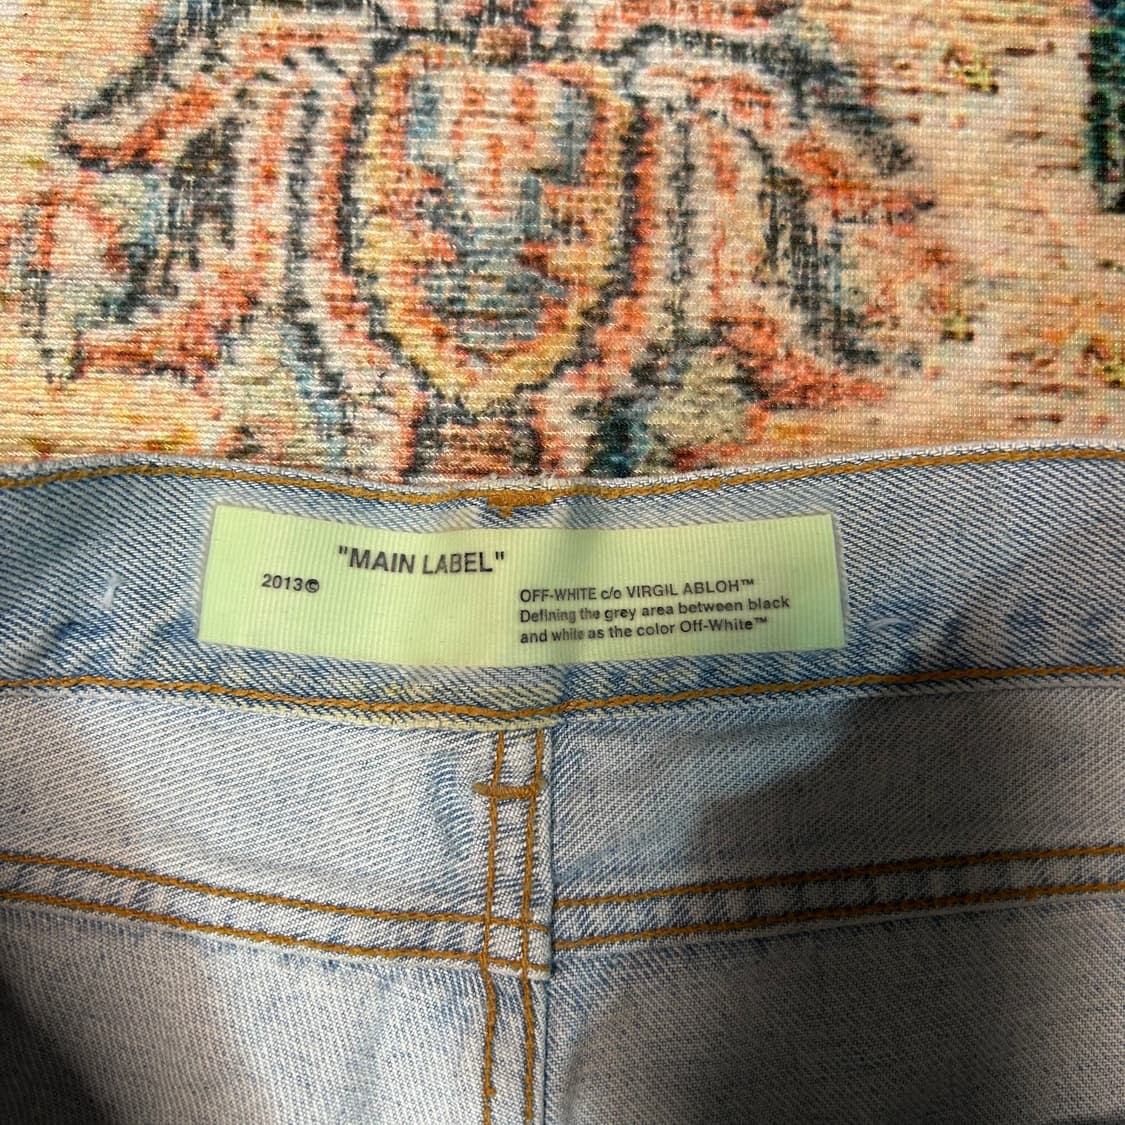 "MAIN LABEL"
2013©
OFF-WHITE c/o VIRGIL ABLOH™
Defining the grey area between black
and white as the color Off-White™